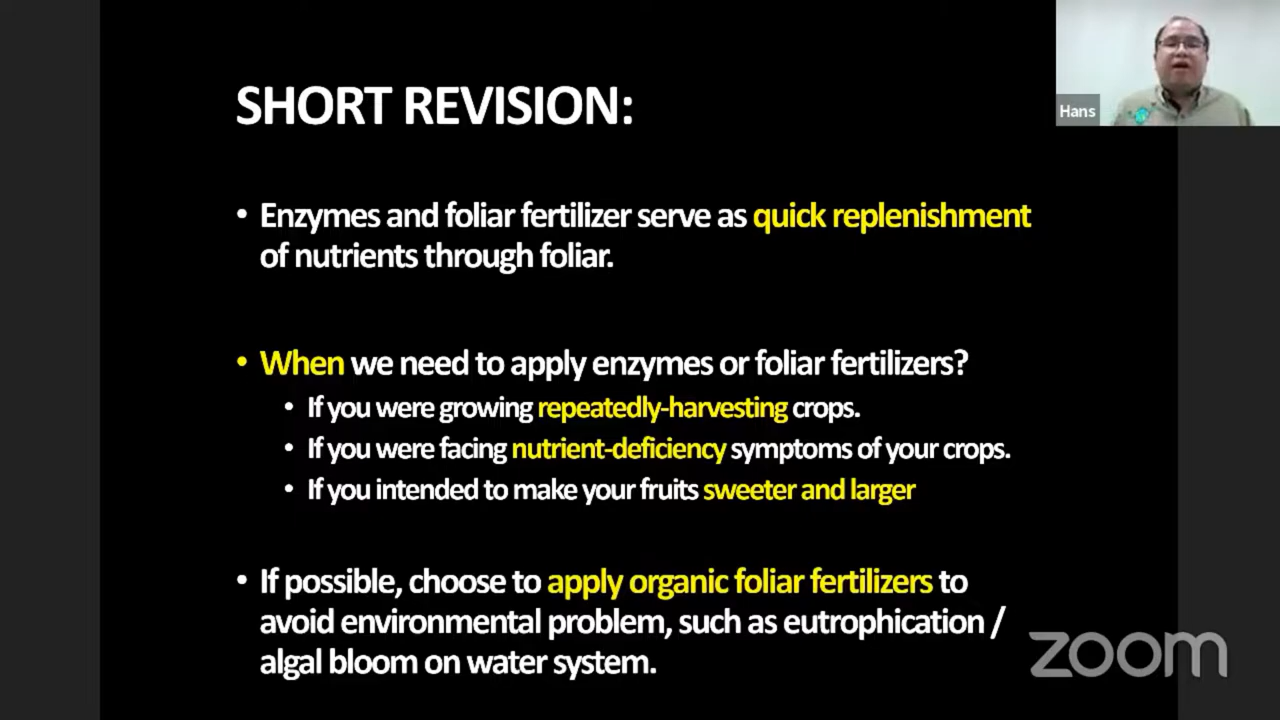 SHORT REVISION:
Hans
• Enzymes and foliar fertilizer serve as quick replenishment
of nutrients through foliar.
• When we need to apply enzymes or foliar fertilizers?
• If you were growing repeatedly-harvesting crops.
• If you were facing nutrient-deficiency symptoms of your crops.
• If you intended to make your fruits sweeter and larger
• If possible, choose to apply organic foliar fertilizers to
avoid environmental problem, such as eutrophication /
algal bloom on water system.
zoom